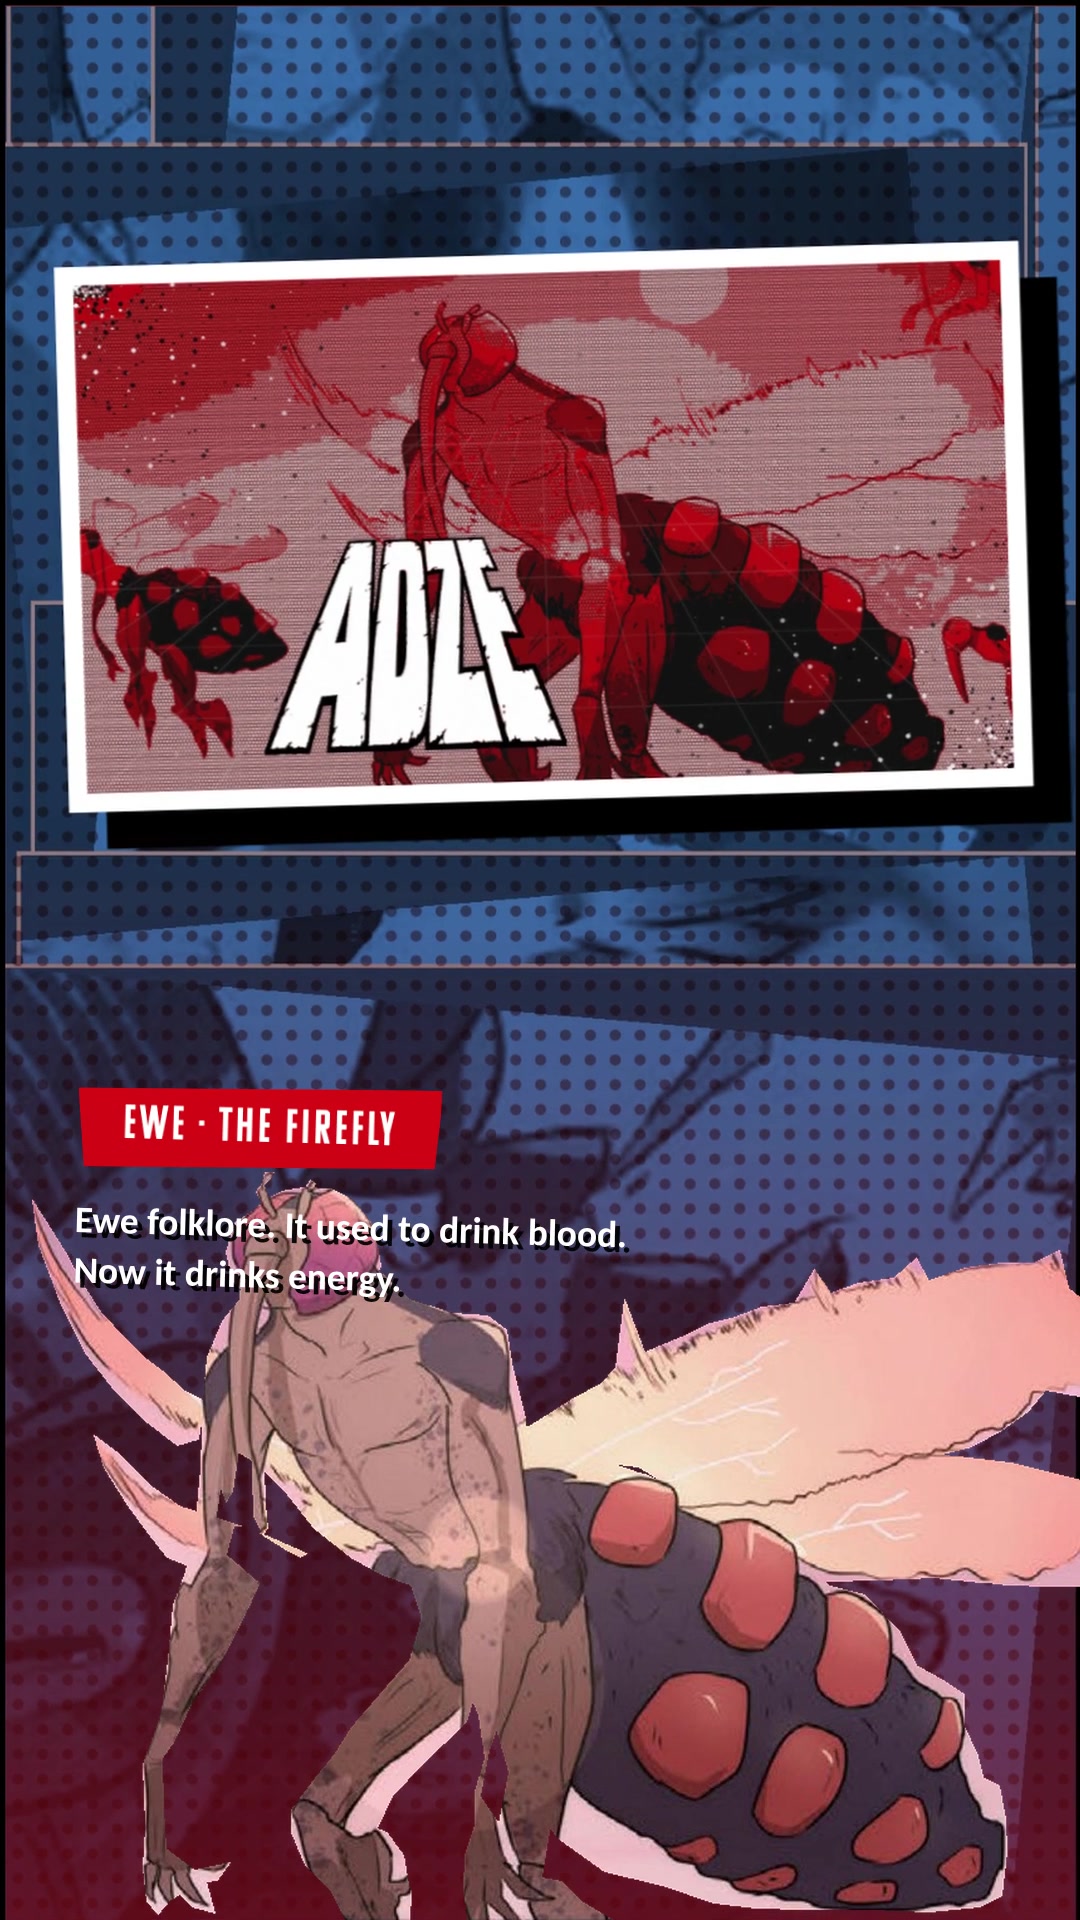 ADZE
EWE · THE FIREFLY
Ewe folklore. It used to drink blood.
Now it drinks energy.